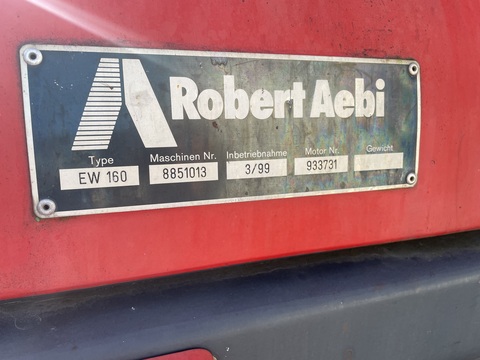 Robert Aebi
Type Maschinen Nr. Inbetriebnahme Motor Nr. Gewicht
EW 160 8851013 3/99 933731